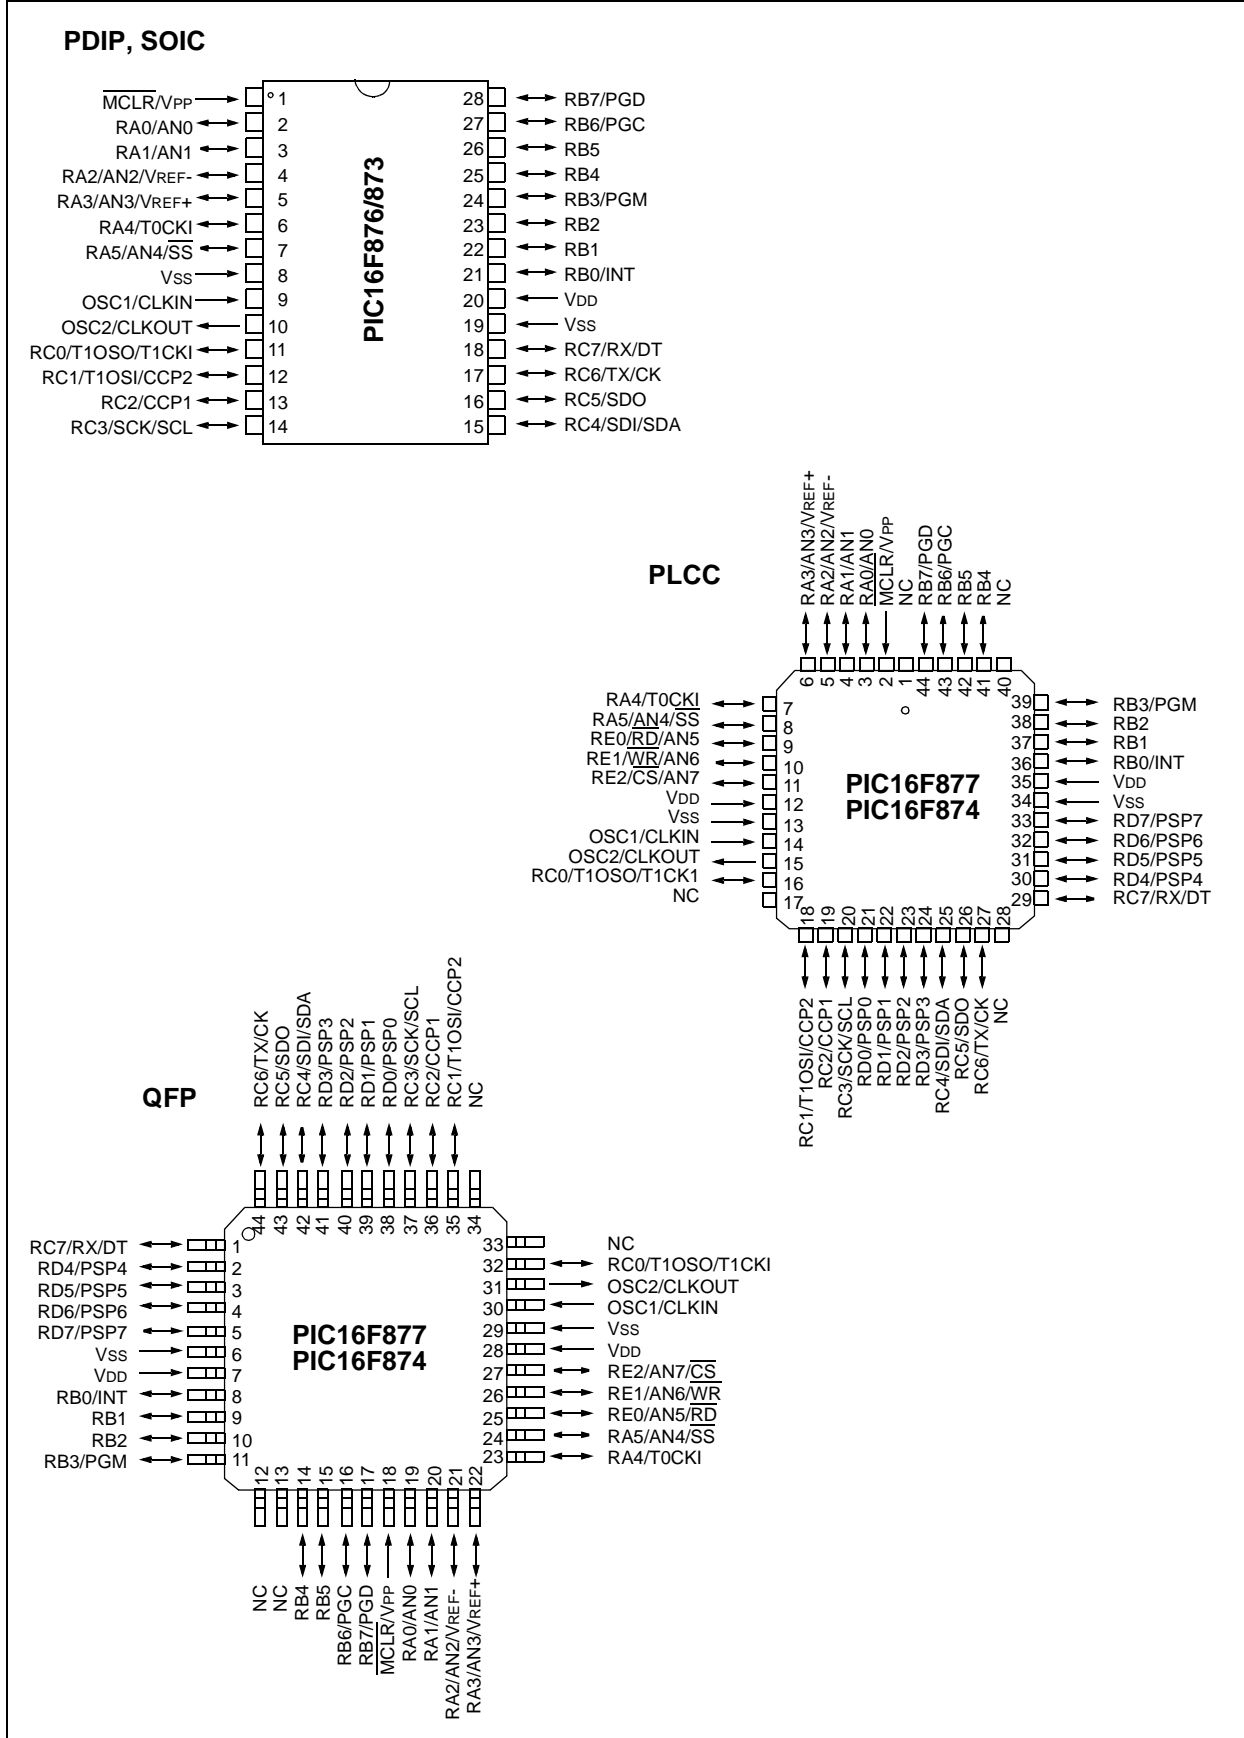 PDIP, SOIC
MCLR/VPP 1
RA0/AN0 2
RA1/AN1 3
RA2/AN2/VREF- 4
RA3/AN3/VREF+ 5
RA4/T0CKI 6
RA5/AN4/SS 7
VSS 8
OSC1/CLKIN 9
OSC2/CLKOUT 10
RC0/T1OSO/T1CKI 11
RC1/T1OSI/CCP2 12
RC2/CCP1 13
RC3/SCK/SCL 14
PIC16F876/873
28 RB7/PGD
27 RB6/PGC
26 RB5
25 RB4
24 RB3/PGM
23 RB2
22 RB1
21 RB0/INT
20 VDD
19 VSS
18 RC7/RX/DT
17 RC6/TX/CK
16 RC5/SDO
15 RC4/SDI/SDA
PLCC
RA3/AN3/VREF+ 6
RA2/AN2/VREF- 5
RA1/AN1 4
RA0/AN0 3
MCLR/VPP 2
NC 1
RB7/PGD 44
RB6/PGC 43
RB5 42
RB4 41
NC 40
RA4/T0CKI 7
RA5/AN4/SS 8
RE0/RD/AN5 9
RE1/WR/AN6 10
RE2/CS/AN7 11
VDD 12
VSS 13
OSC1/CLKIN 14
OSC2/CLKOUT 15
RC0/T1OSO/T1CK1 16
NC 17
PIC16F877
PIC16F874
39 RB3/PGM
38 RB2
37 RB1
36 RB0/INT
35 VDD
34 VSS
33 RD7/PSP7
32 RD6/PSP6
31 RD5/PSP5
30 RD4/PSP4
29 RC7/RX/DT
18 RC1/T1OSI/CCP2
19 RC2/CCP1
20 RC3/SCK/SCL
21 RD0/PSP0
22 RD1/PSP1
23 RD2/PSP2
24 RD3/PSP3
25 RC4/SDI/SDA
26 RC5/SDO
27 RC6/TX/CK
28 NC
QFP
RC6/TX/CK 44
RC5/SDO 43
RC4/SDI/SDA 42
RD3/PSP3 41
RD2/PSP2 40
RD1/PSP1 39
RD0/PSP0 38
RC3/SCK/SCL 37
RC2/CCP1 36
RC1/T1OSI/CCP2 35
NC 34
RC7/RX/DT 1
RD4/PSP4 2
RD5/PSP5 3
RD6/PSP6 4
RD7/PSP7 5
VSS 6
VDD 7
RB0/INT 8
RB1 9
RB2 10
RB3/PGM 11
PIC16F877
PIC16F874
33 NC
32 RC0/T1OSO/T1CKI
31 OSC2/CLKOUT
30 OSC1/CLKIN
29 VSS
28 VDD
27 RE2/AN7/CS
26 RE1/AN6/WR
25 RE0/AN5/RD
24 RA5/AN4/SS
23 RA4/T0CKI
12 NC
13 NC
14 RB4
15 RB5
16 RB6/PGC
17 RB7/PGD
18 MCLR/VPP
19 RA0/AN0
20 RA1/AN1
21 RA2/AN2/VREF-
22 RA3/AN3/VREF+